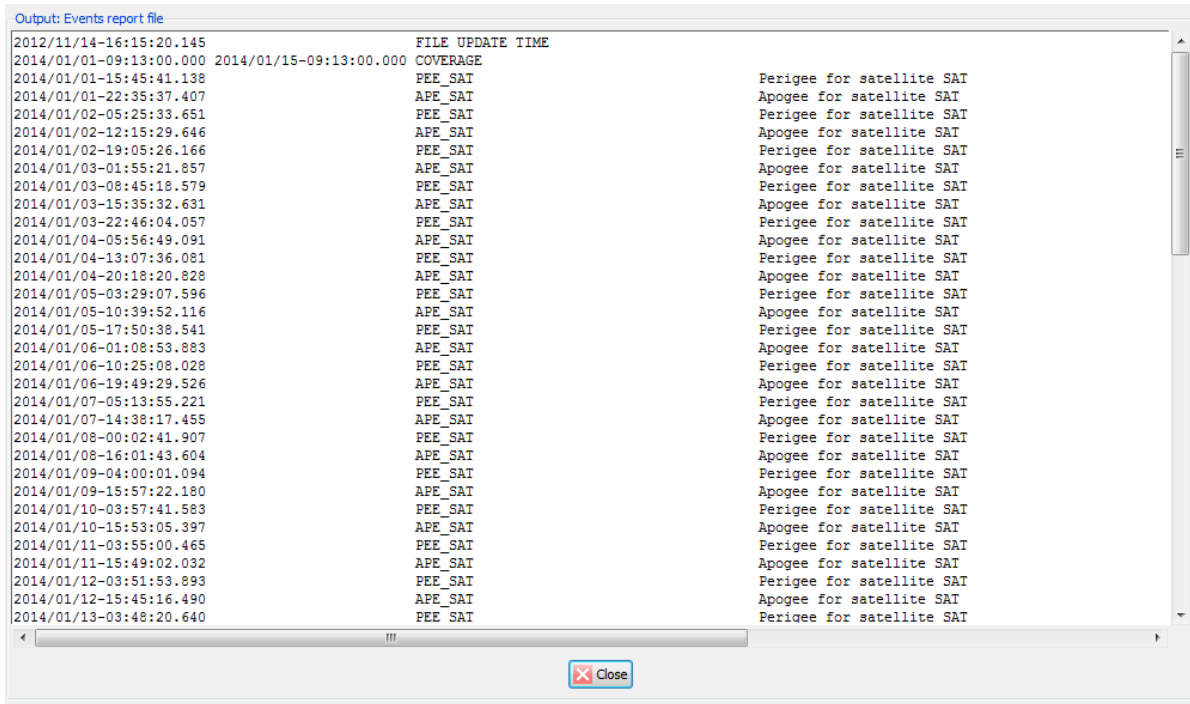 Output: Events report file
2012/11/14-16:15:20.145 FILE UPDATE TIME
2014/01/01-09:13:00.000 2014/01/15-09:13:00.000 COVERAGE
2014/01/01-15:45:41.138 PEE_SAT Perigee for satellite SAT
2014/01/01-22:35:37.407 APE_SAT Apogee for satellite SAT
2014/01/02-05:25:33.651 PEE_SAT Perigee for satellite SAT
2014/01/02-12:15:29.646 APE_SAT Apogee for satellite SAT
2014/01/02-19:05:26.166 PEE_SAT Perigee for satellite SAT
2014/01/03-01:55:21.857 APE_SAT Apogee for satellite SAT
2014/01/03-08:45:18.579 PEE_SAT Perigee for satellite SAT
2014/01/03-15:35:32.631 APE_SAT Apogee for satellite SAT
2014/01/03-22:46:04.057 PEE_SAT Perigee for satellite SAT
2014/01/04-05:56:49.091 APE_SAT Apogee for satellite SAT
2014/01/04-13:07:36.081 PEE_SAT Perigee for satellite SAT
2014/01/04-20:18:20.828 APE_SAT Apogee for satellite SAT
2014/01/05-03:29:07.596 PEE_SAT Perigee for satellite SAT
2014/01/05-10:39:52.116 APE_SAT Apogee for satellite SAT
2014/01/05-17:50:38.541 PEE_SAT Perigee for satellite SAT
2014/01/06-01:08:53.883 APE_SAT Apogee for satellite SAT
2014/01/06-10:25:08.028 PEE_SAT Perigee for satellite SAT
2014/01/06-19:49:29.526 APE_SAT Apogee for satellite SAT
2014/01/07-05:13:55.221 PEE_SAT Perigee for satellite SAT
2014/01/07-14:38:17.455 APE_SAT Apogee for satellite SAT
2014/01/08-00:02:41.907 PEE_SAT Perigee for satellite SAT
2014/01/08-16:01:43.604 APE_SAT Apogee for satellite SAT
2014/01/09-04:00:01.094 PEE_SAT Perigee for satellite SAT
2014/01/09-15:57:22.180 APE_SAT Apogee for satellite SAT
2014/01/10-03:57:41.583 PEE_SAT Perigee for satellite SAT
2014/01/10-15:53:05.397 APE_SAT Apogee for satellite SAT
2014/01/11-03:55:00.465 PEE_SAT Perigee for satellite SAT
2014/01/11-15:49:02.032 APE_SAT Apogee for satellite SAT
2014/01/12-03:51:53.893 PEE_SAT Perigee for satellite SAT
2014/01/12-15:45:16.490 APE_SAT Apogee for satellite SAT
2014/01/13-03:48:20.640 PEE_SAT Perigee for satellite SAT
Close